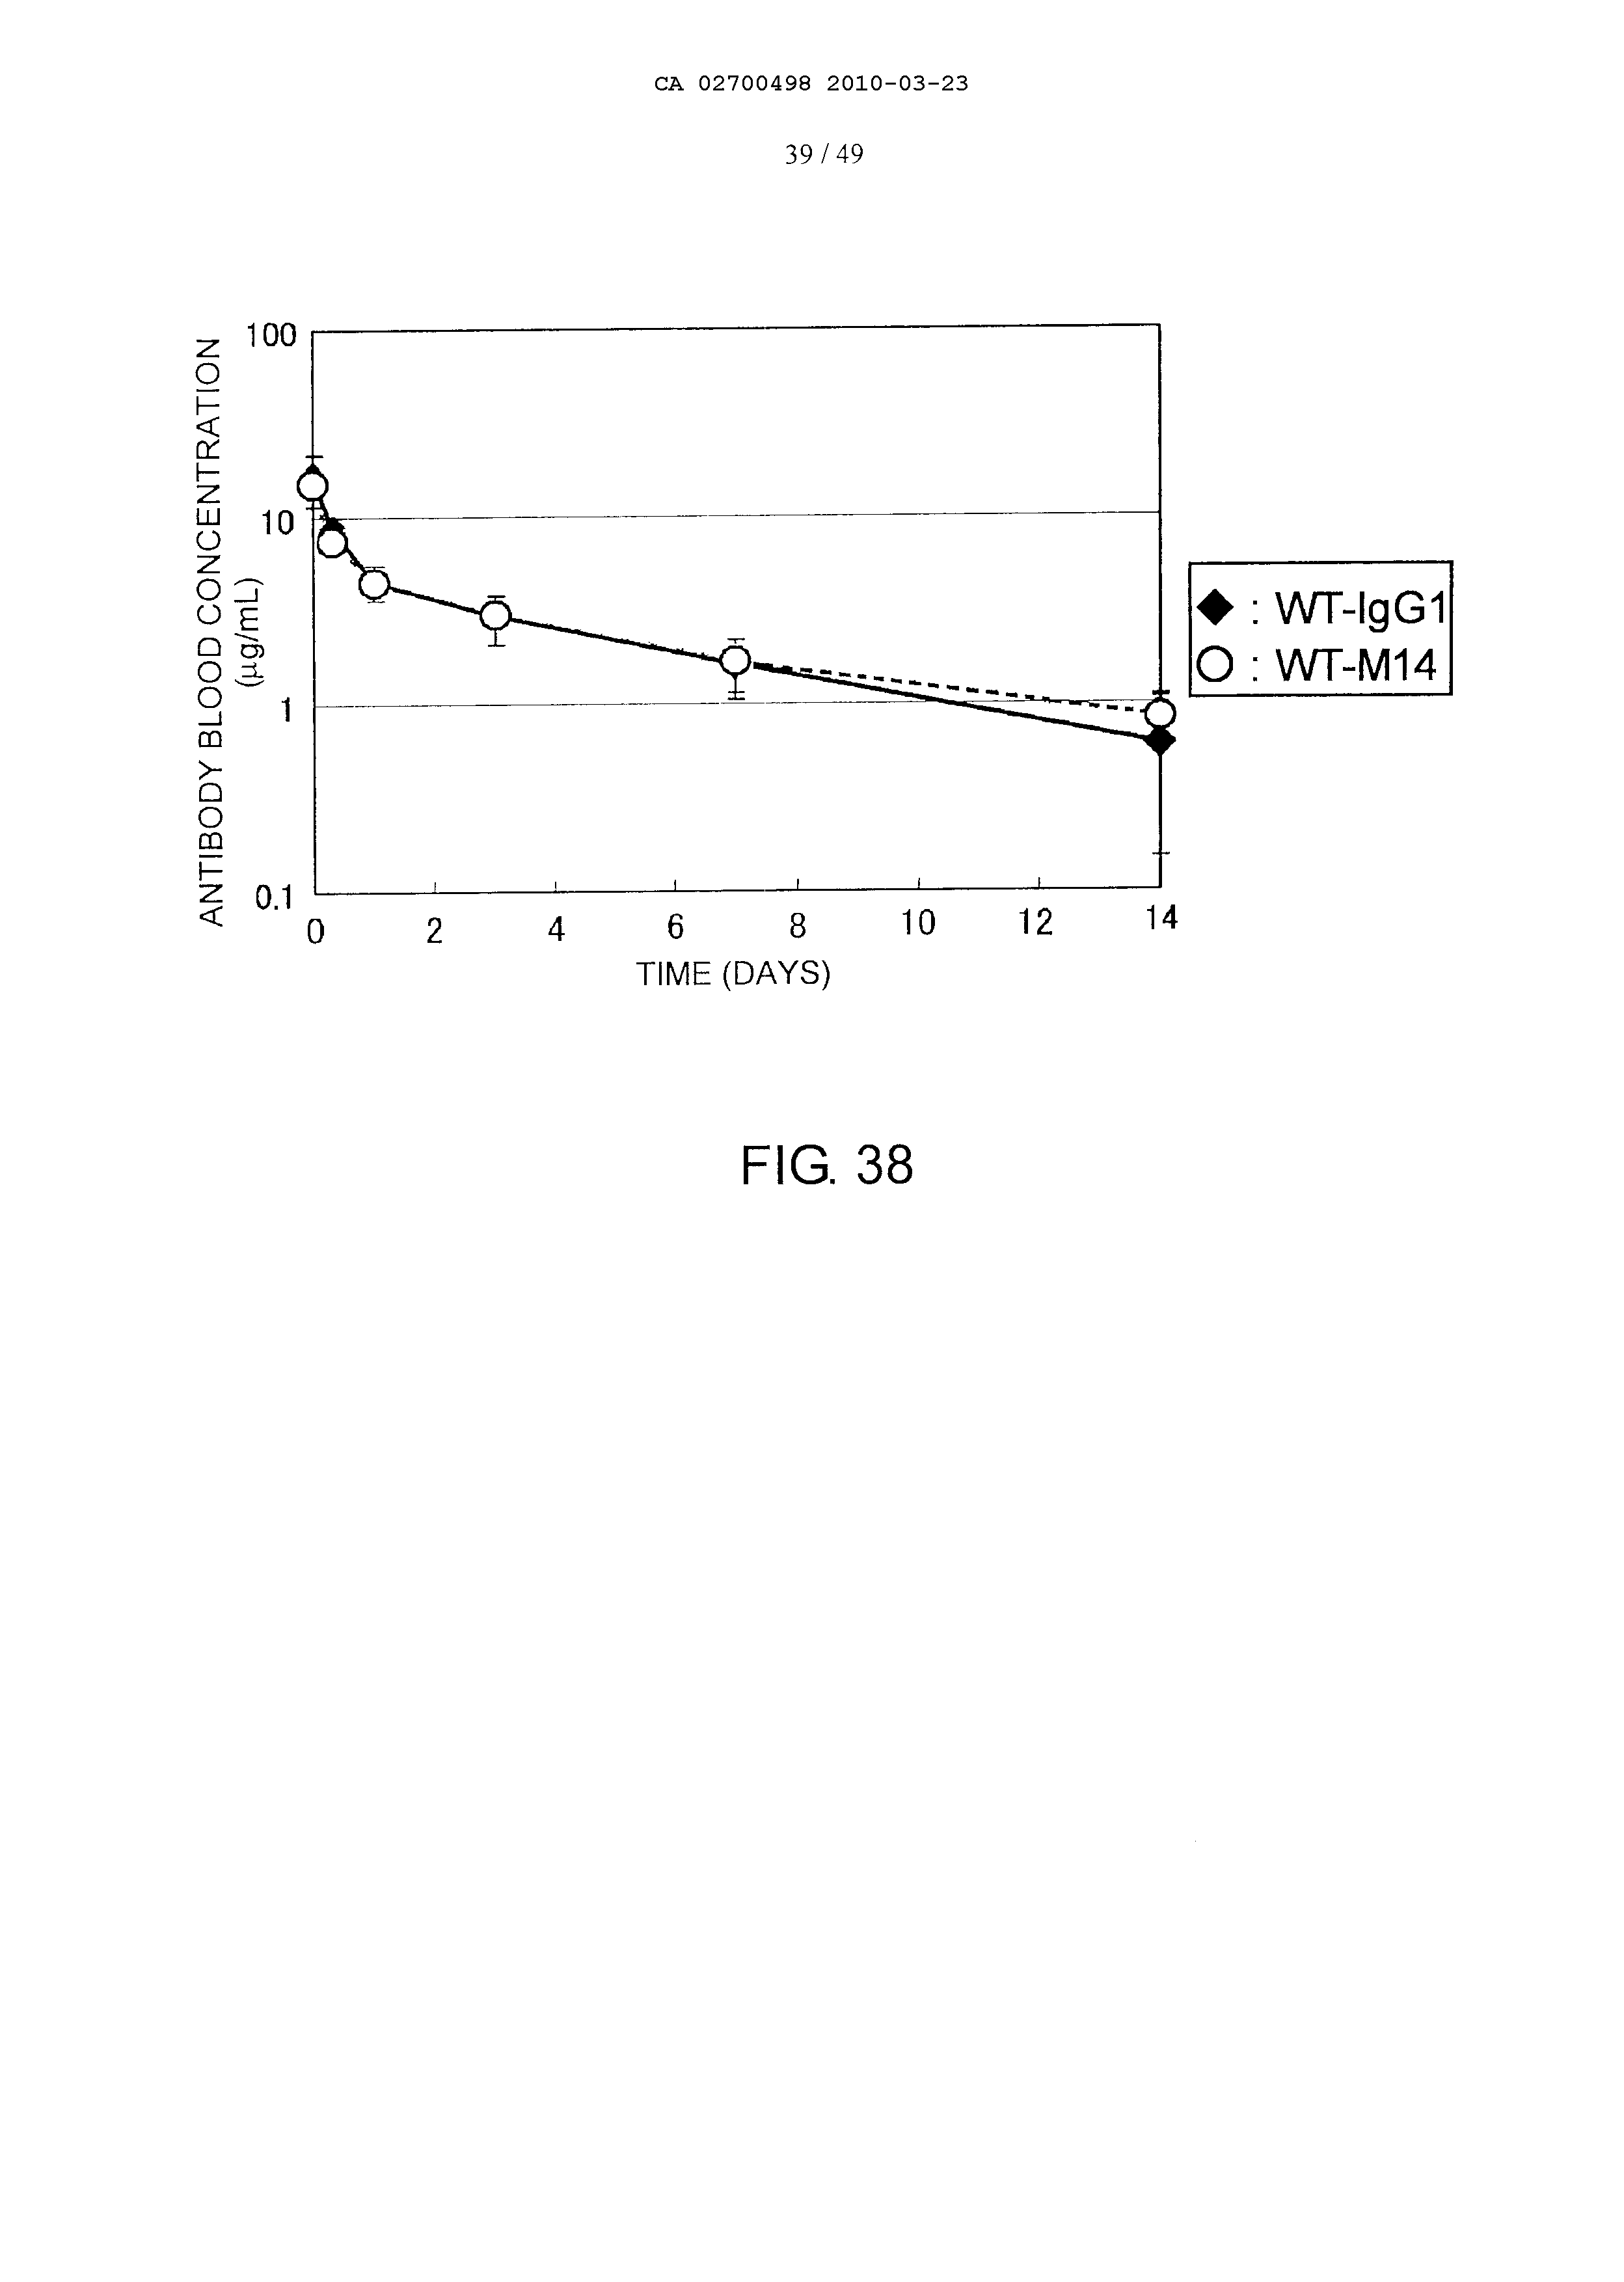 CA 02700498 2010-03-23
39 / 49
ANTIBODY BLOOD CONCENTRATION
(µg/mL)
100
10
1
0.1
0 2 4 6 8 10 12 14
TIME (DAYS)
◆ : WT-IgG1
○ : WT-M14
FIG. 38